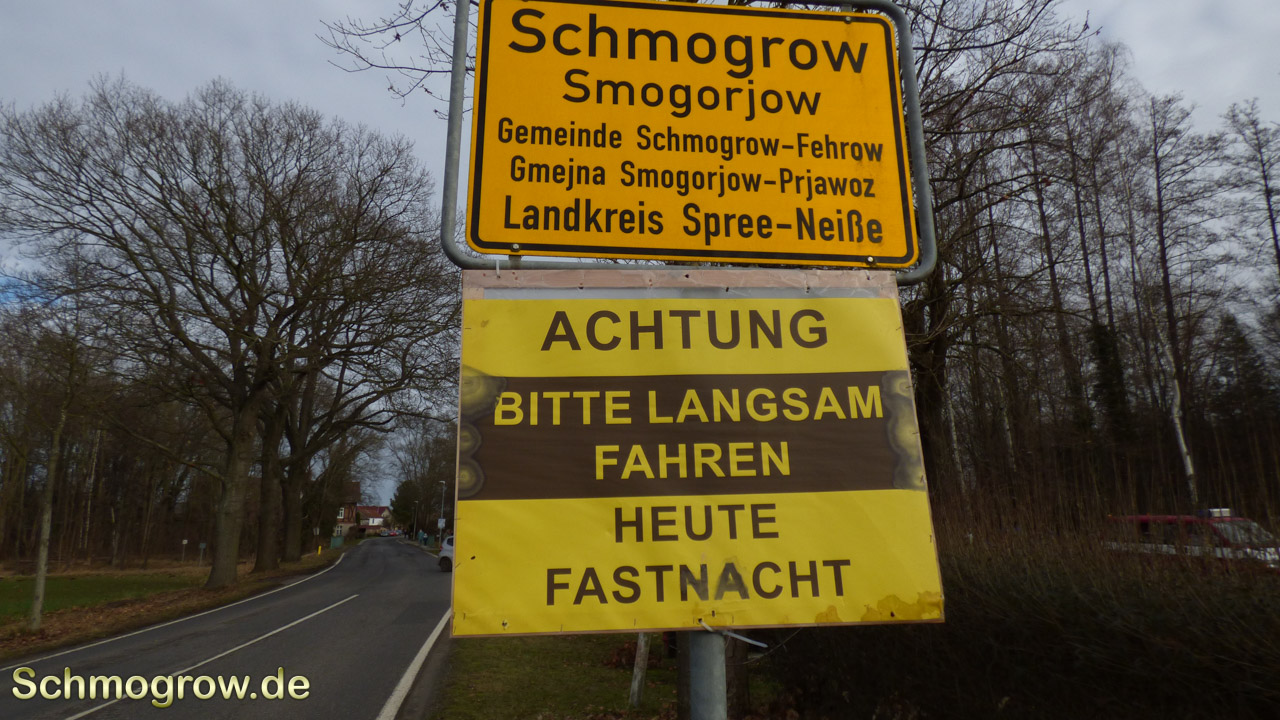 Schmogrow
Smogorjow
Gemeinde Schmogrow-Fehrow
Gmejna Smogorjow-Prjawoz
Landkreis Spree-Neiße
ACHTUNG
BITTE LANGSAM
FAHREN
HEUTE
FASTNACHT
Schmogrow.de